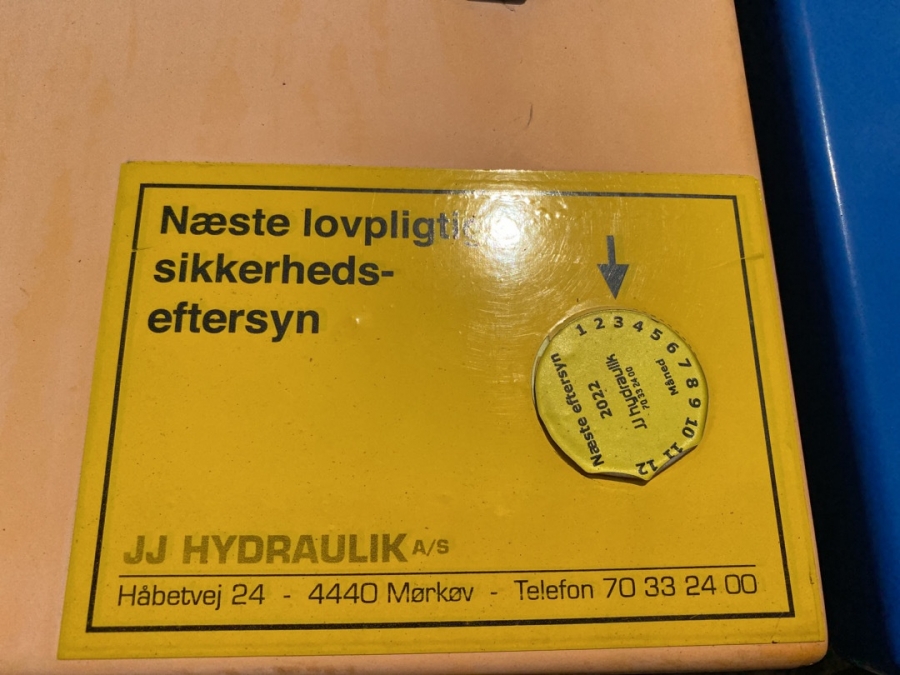 Næste lovpligtig
sikkerheds-
eftersyn
1 2 3 4 5 6 7 8 9 10 11 12
Måned
Næste eftersyn
2022
JJ hydraulik
70 33 24 00
JJ HYDRAULIK A/S
Håbetvej 24 - 4440 Mørkøv - Telefon 70 33 24 00